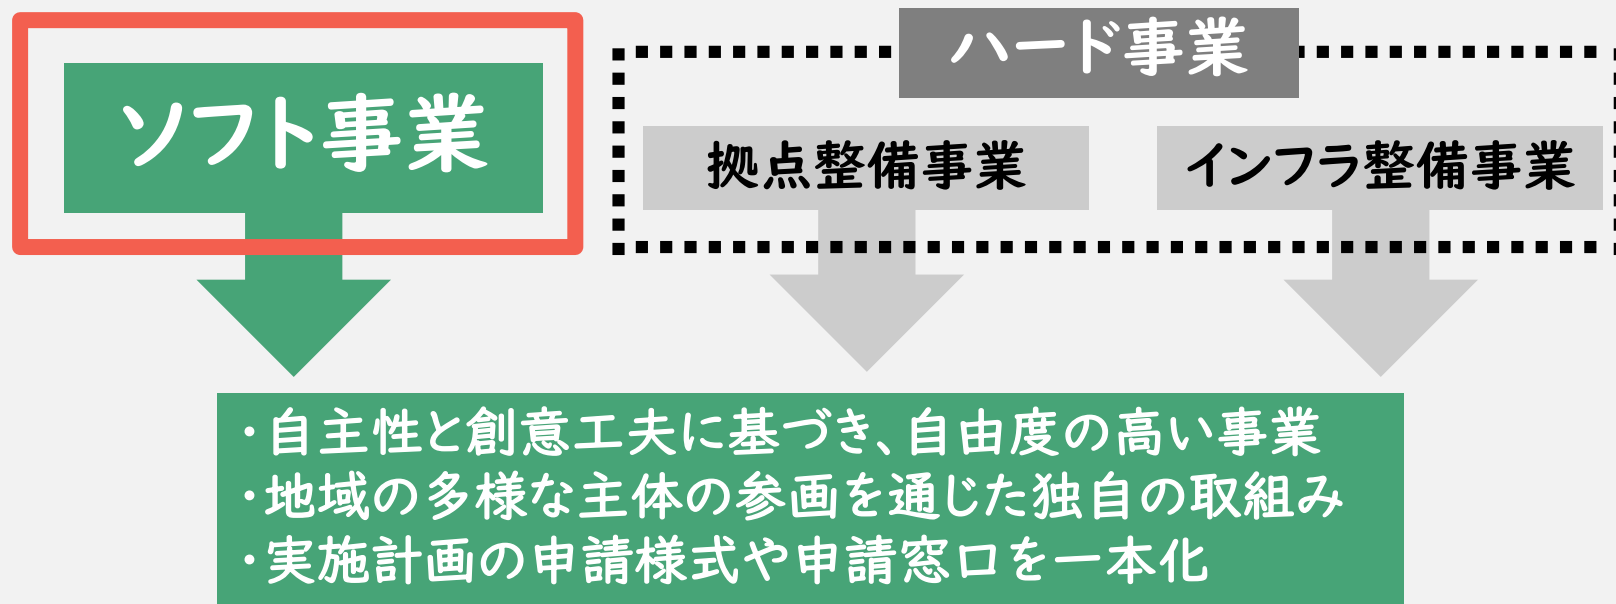 ソフト事業
ハード事業
拠点整備事業
インフラ整備事業
・自主性と創意工夫に基づき、自由度の高い事業
・地域の多様な主体の参画を通じた独自の取組み
・実施計画の申請様式や申請窓口を一本化